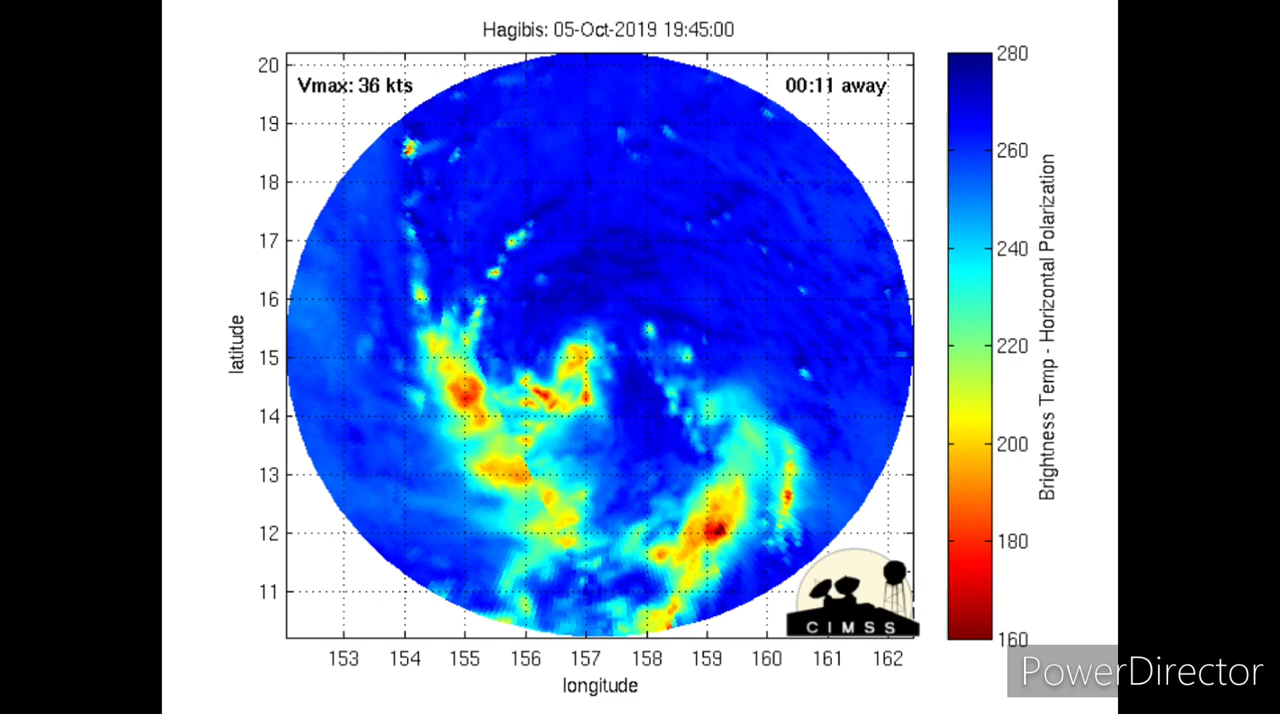 Hagibis: 05-Oct-2019 19:45:00
Vmax: 36 kts
00:11 away
20
19
18
17
16
15
14
13
12
11
latitude
153 154 155 156 157 158 159 160 161 162
longitude
280
260
240
220
200
180
160
Brightness Temp - Horizontal Polarization
CIMSS
PowerDirector